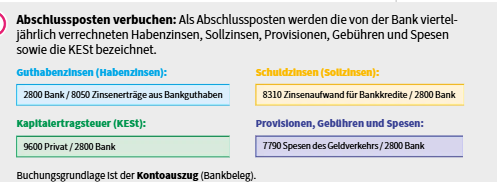 Abschlussposten verbuchen: Als Abschlussposten werden die von der Bank viertel-
jährlich verrechneten Habenzinsen, Sollzinsen, Provisionen, Gebühren und Spesen
sowie die KESt bezeichnet.
Guthabenzinsen (Habenzinsen):
Schuldzinsen (Sollzinsen):
2800 Bank / 8050 Zinsenerträge aus Bankguthaben
8310 Zinsenaufwand für Bankkredite / 2800 Bank
Kapitalertragsteuer (KESt):
Provisionen, Gebühren und Spesen:
9600 Privat / 2800 Bank
7790 Spesen des Geldverkehrs / 2800 Bank
Buchungsgrundlage ist der Kontoauszug (Bankbeleg).